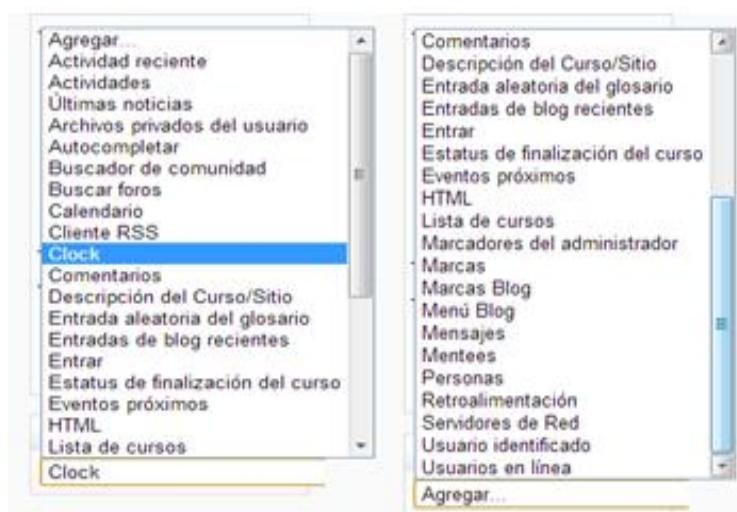 Agregar...
Actividad reciente
Actividades
Últimas noticias
Archivos privados del usuario
Autocompletar
Buscador de comunidad
Buscar foros
Calendario
Cliente RSS
Clock
Comentarios
Descripción del Curso/Sitio
Entrada aleatoria del glosario
Entradas de blog recientes
Entrar
Estatus de finalización del curso
Eventos próximos
HTML
Lista de cursos
Clock
Comentarios
Descripción del Curso/Sitio
Entrada aleatoria del glosario
Entradas de blog recientes
Entrar
Estatus de finalización del curso
Eventos próximos
HTML
Lista de cursos
Marcadores del administrador
Marcas
Marcas Blog
Menú Blog
Mensajes
Mentees
Personas
Retroalimentación
Servidores de Red
Usuario identificado
Usuarios en línea
Agregar...